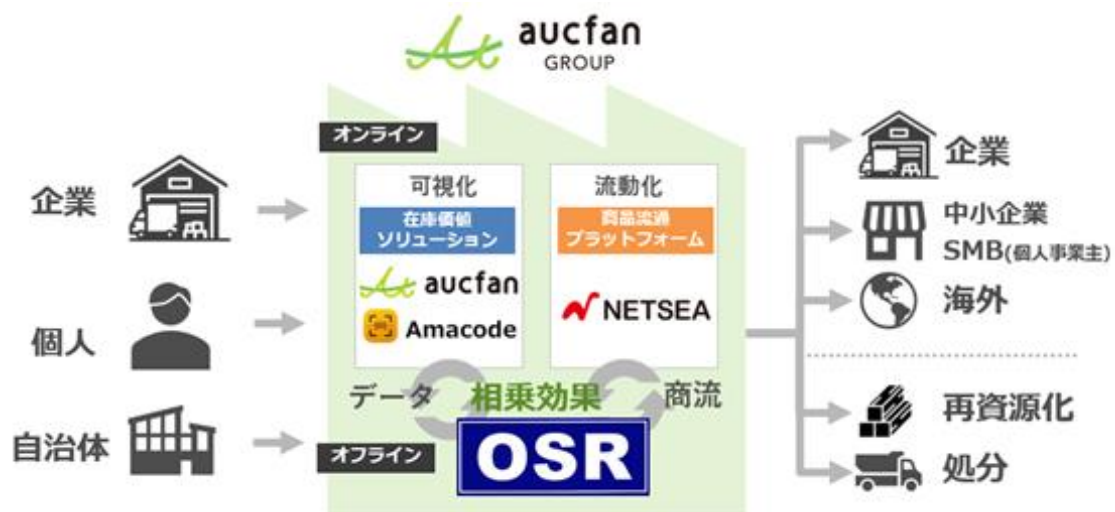 aucfan
GROUP
オンライン
企業
個人
自治体
可視化
在庫価値
ソリューション
aucfan
Amacode
流動化
商品流通
プラットフォーム
NETSEA
データ
相乗効果
商流
オフライン
OSR
企業
中小企業
SMB(個人事業主)
海外
再資源化
処分